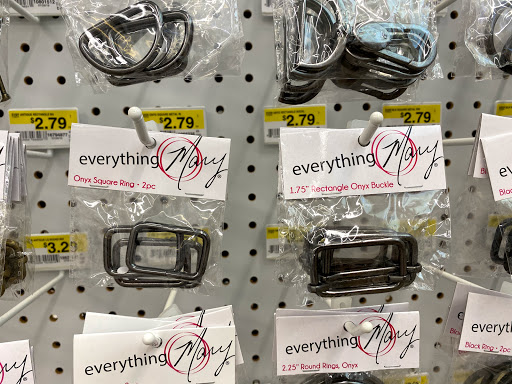 everything Mary
$2.79
$2.79
$2.79
$2.79
everything Mary
Onyx Square Ring - 2pc
everything Mary
1.75" Rectangle Onyx Buckle
Black
$3.2
$3
everything Mary
everything Mary
2.25" Round Rings, Onyx
everything
Black Ring - 2pc